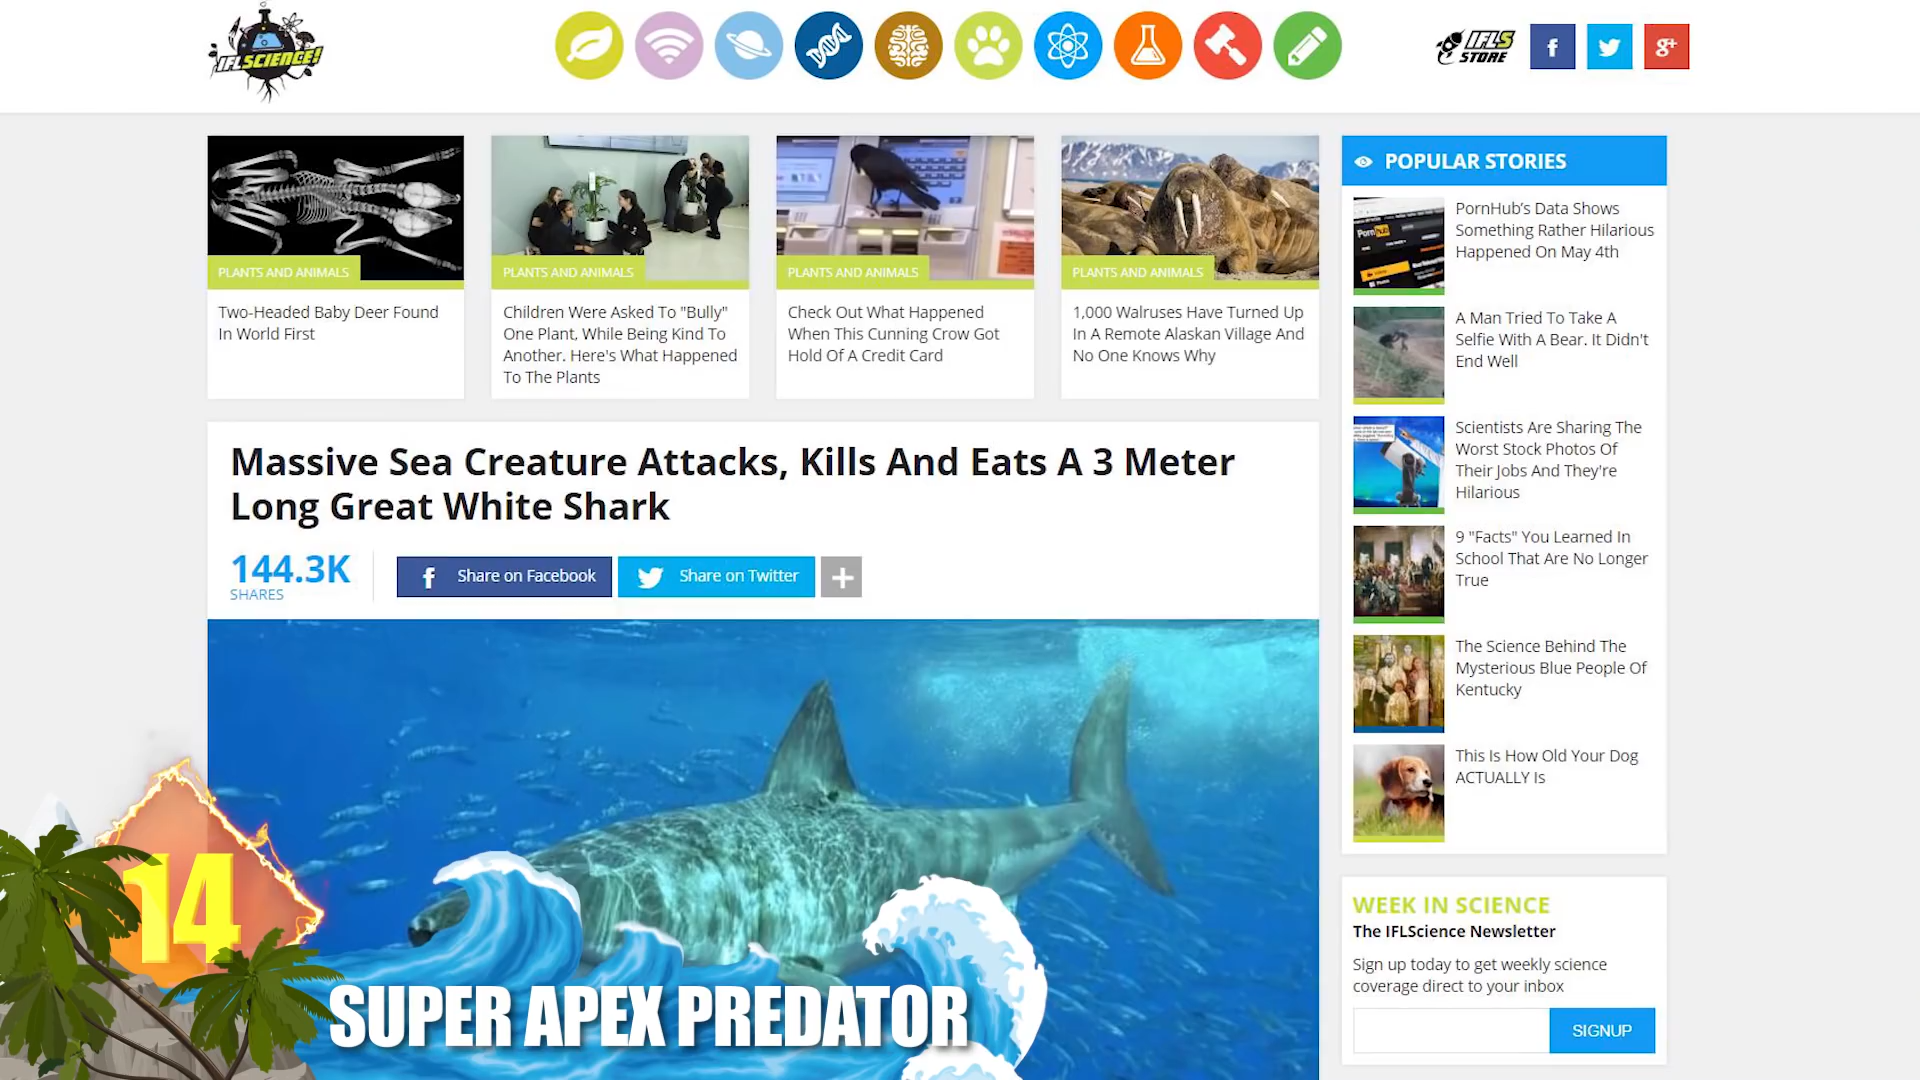 IFLSCIENCE!
IFLS
STORE
f
g+
PLANTS AND ANIMALS
Two-Headed Baby Deer Found
In World First
PLANTS AND ANIMALS
Children Were Asked To "Bully"
One Plant, While Being Kind To
Another. Here's What Happened
To The Plants
PLANTS AND ANIMALS
Check Out What Happened
When This Cunning Crow Got
Hold Of A Credit Card
PLANTS AND ANIMALS
1,000 Walruses Have Turned Up
In A Remote Alaskan Village And
No One Knows Why
Massive Sea Creature Attacks, Kills And Eats A 3 Meter
Long Great White Shark
144.3K
SHARES
f Share on Facebook
Share on Twitter
+
POPULAR STORIES
Porn hub
PornHub’s Data Shows
Something Rather Hilarious
Happened On May 4th
A Man Tried To Take A
Selfie With A Bear. It Didn't
End Well
Scientists Are Sharing The
Worst Stock Photos Of
Their Jobs And They're
Hilarious
9 "Facts" You Learned In
School That Are No Longer
True
The Science Behind The
Mysterious Blue People Of
Kentucky
This Is How Old Your Dog
ACTUALLY Is
WEEK IN SCIENCE
The IFLScience Newsletter
Sign up today to get weekly science
coverage direct to your inbox
SIGNUP
14
SUPER APEX PREDATOR